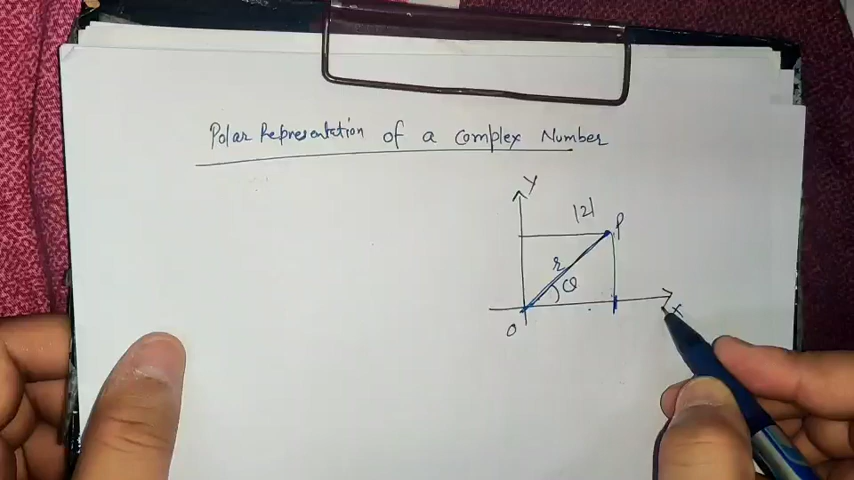 Polar Representation of a Complex Number
Y
|z|
P
r
θ
O
X